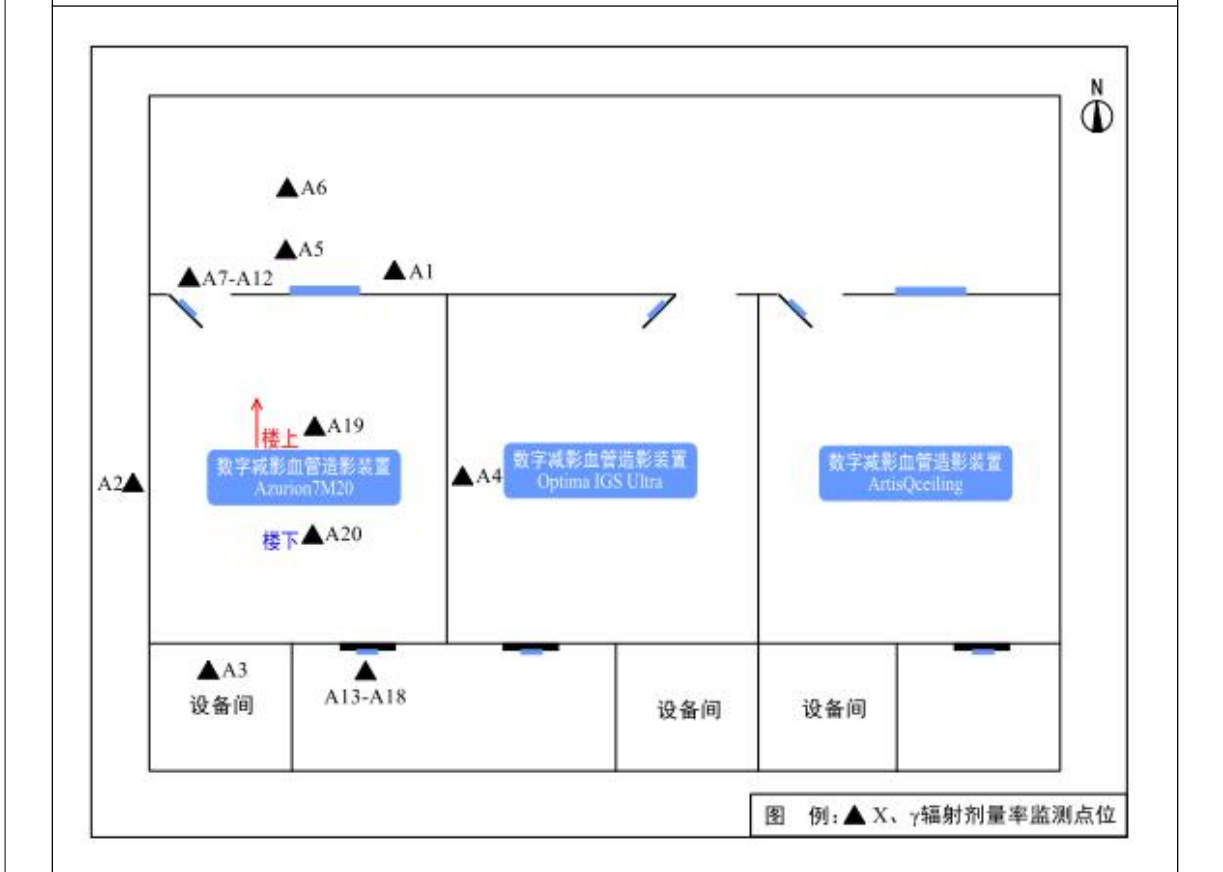 N
▲A6
▲A5
▲A7-A12
▲A1
楼上
▲A19
数字减影血管造影装置
Azurion7M20
A2▲
▲A4
数字减影血管造影装置
Optima IGS Ultra
数字减影血管造影装置
ArtisQceiling
楼下
▲A20
▲A3
设备间
▲
A13-A18
设备间
设备间
图 例:▲ X、γ辐射剂量率监测点位